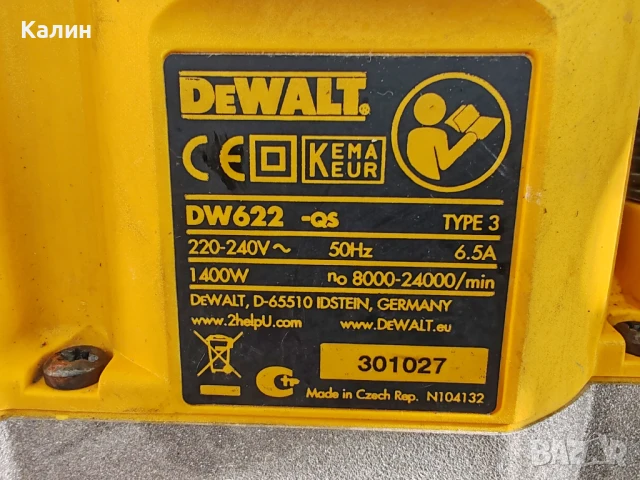 Калин
DEWALT.
CE KEMA KEUR
DW622 -QS TYPE 3
220-240V~ 50Hz 6.5A
1400W no 8000-24000/min
DEWALT, D-65510 IDSTEIN, GERMANY
www.2helpU.com www.DEWALT.eu
301027
Made in Czech Rep. N104132
BAZAR